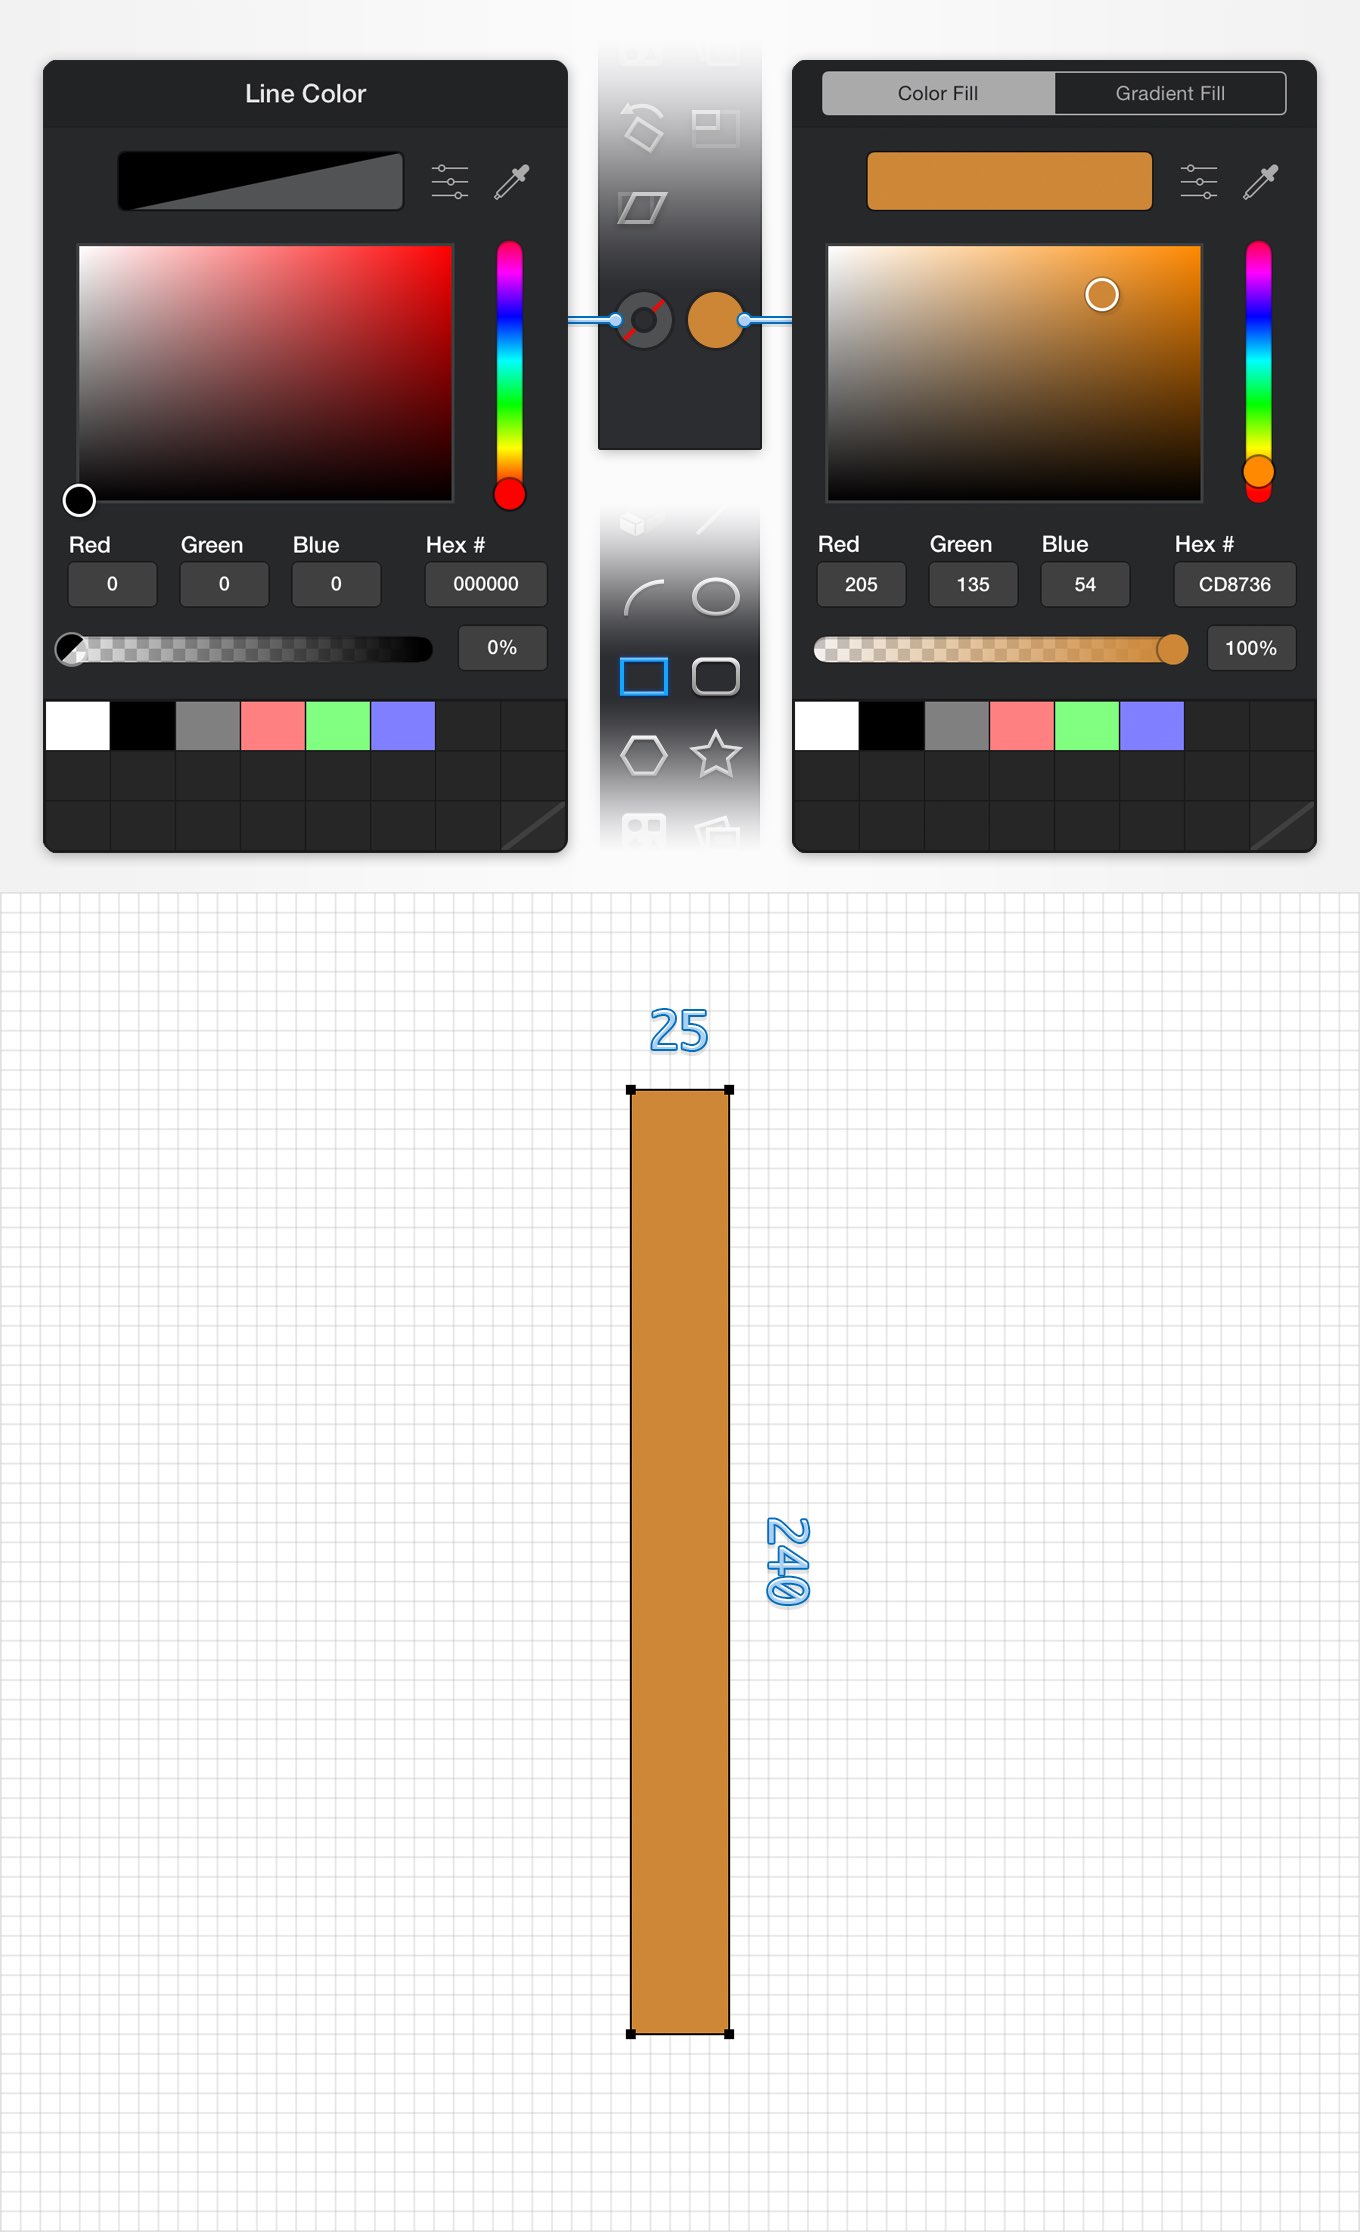 Line Color
Red Green Blue Hex #
0 0 0 000000
0%
Color Fill Gradient Fill
Red Green Blue Hex #
205 135 54 CD8736
100%
25
240